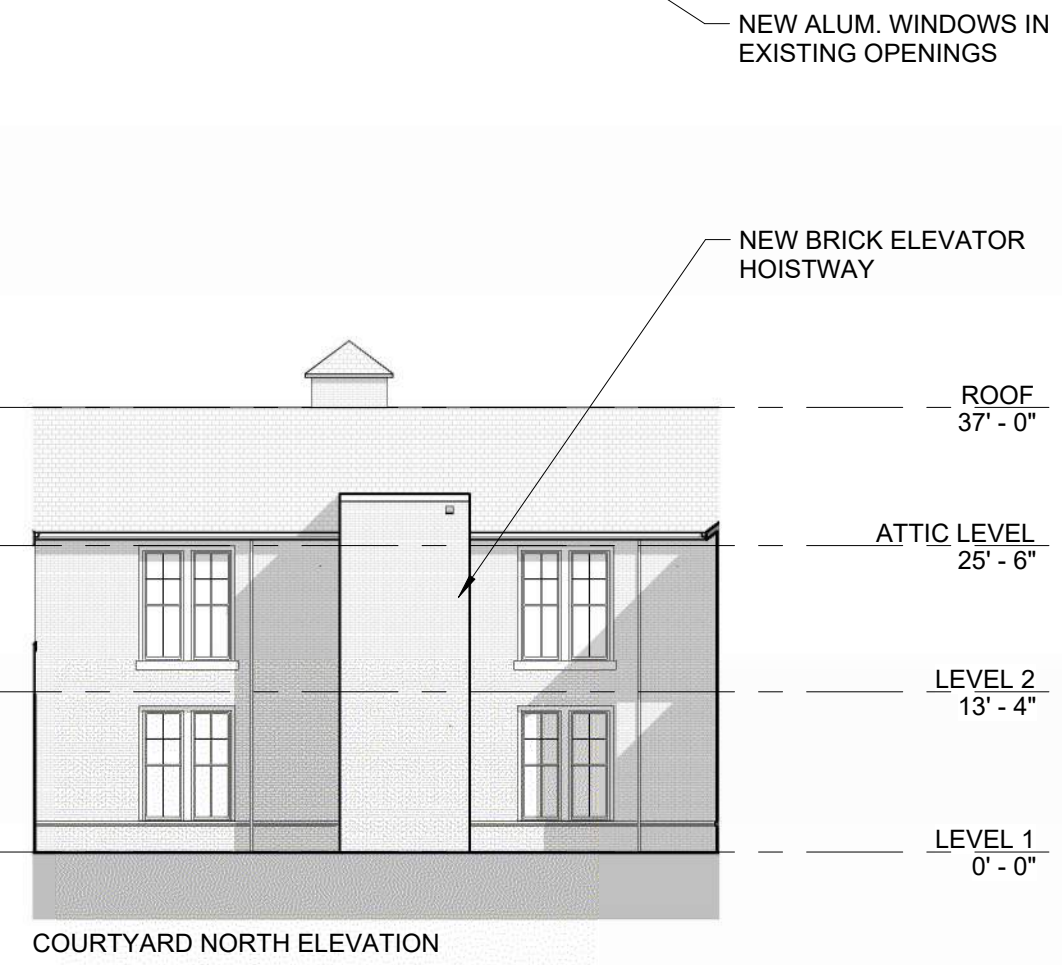 NEW ALUM. WINDOWS IN
EXISTING OPENINGS
NEW BRICK ELEVATOR
HOISTWAY
ROOF
37' - 0"
ATTIC LEVEL
25' - 6"
LEVEL 2
13' - 4"
LEVEL 1
0' - 0"
COURTYARD NORTH ELEVATION